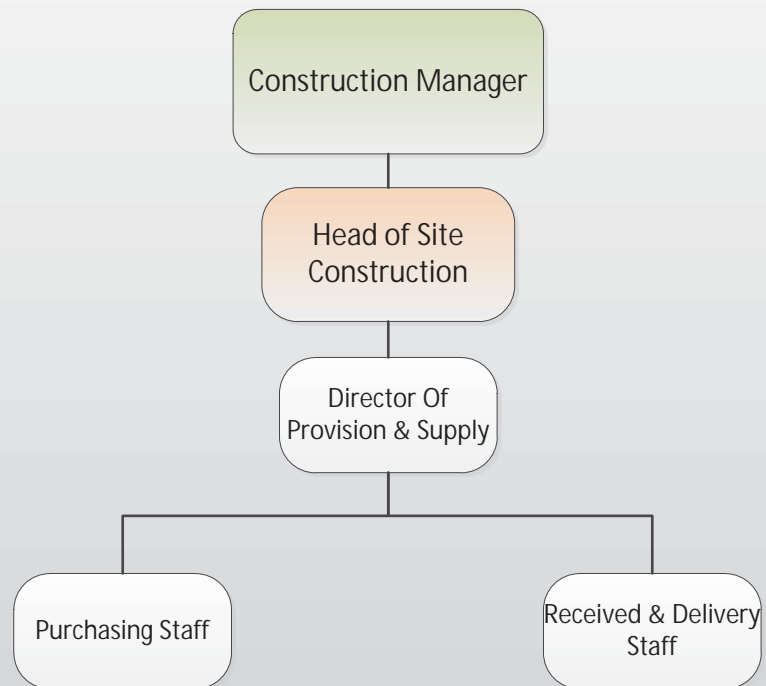 Construction Manager
Head of Site
Construction
Director Of
Provision & Supply
Purchasing Staff
Received & Delivery
Staff